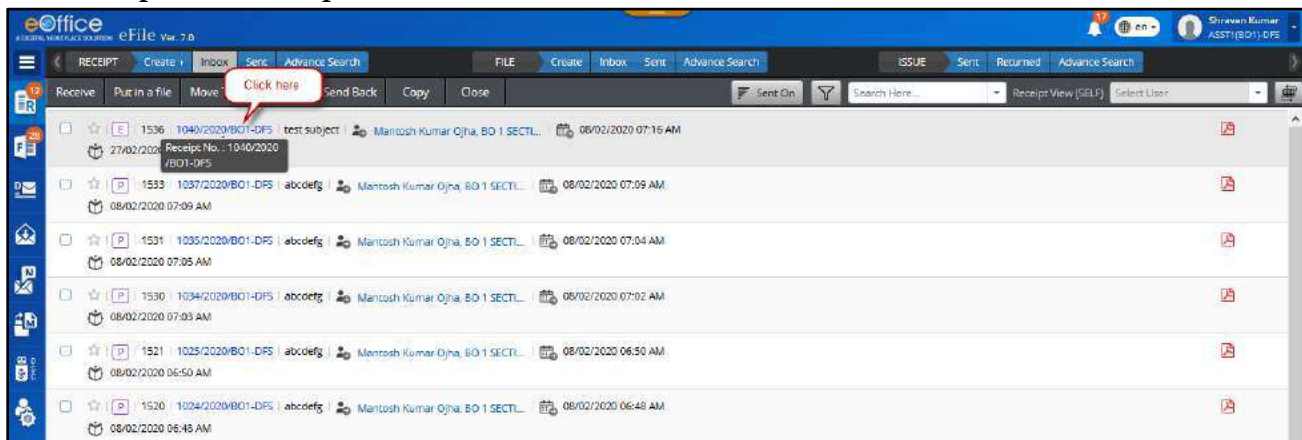 eOffice eFile Ver. 7.0
A DIGITAL WORKPLACE SOLUTION
17
en
Shravan Kumar
ASST1(BO1)-DFS
RECEIPT Create Inbox Sent Advance Search FILE Create Inbox Sent Advance Search ISSUE Sent Returned Advance Search
Receive Put in a file Move Click here Send Back Copy Close Sent On Search Here... Receipt View (SELF) Select User
E 1536 1040/2020/BO1-DFS test subject Mantosh Kumar Ojha, BO 1 SECTI... 08/02/2020 07:16 AM
27/02/202
Receipt No. : 1040/2020
/BO1-DFS
P 1533 1037/2020/BO1-DFS abcdefg Mantosh Kumar Ojha, BO 1 SECTI... 08/02/2020 07:09 AM
08/02/2020 07:09 AM
P 1531 1035/2020/BO1-DFS abcdefg Mantosh Kumar Ojha, BO 1 SECTI... 08/02/2020 07:04 AM
08/02/2020 07:05 AM
P 1530 1034/2020/BO1-DFS abcdefg Mantosh Kumar Ojha, BO 1 SECTI... 08/02/2020 07:02 AM
08/02/2020 07:03 AM
P 1521 1025/2020/BO1-DFS abcdefg Mantosh Kumar Ojha, BO 1 SECTI... 08/02/2020 06:50 AM
08/02/2020 06:50 AM
P 1520 1024/2020/BO1-DFS abcdefg Mantosh Kumar Ojha, BO 1 SECTI... 08/02/2020 06:48 AM
08/02/2020 06:48 AM